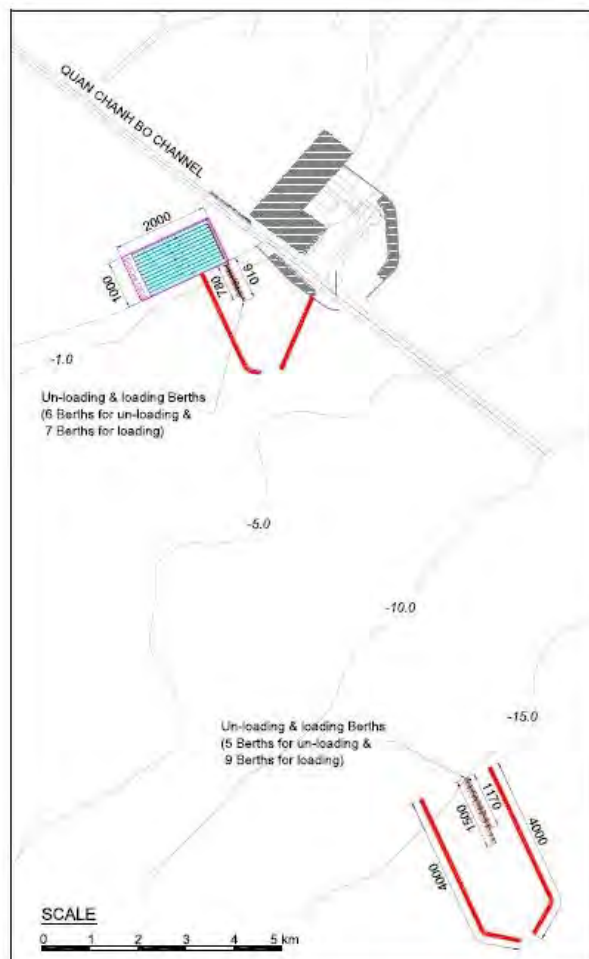 QUAN CHANH BO CHANNEL
2000
1000
910
780
-1.0
Un-loading & loading Berths
(6 Berths for un-loading &
7 Berths for loading)
-5.0
-10.0
-15.0
Un-loading & loading Berths
(5 Berths for un-loading &
9 Berths for loading)
1170
1500
4000
4000
SCALE
0 1 2 3 4 5 km